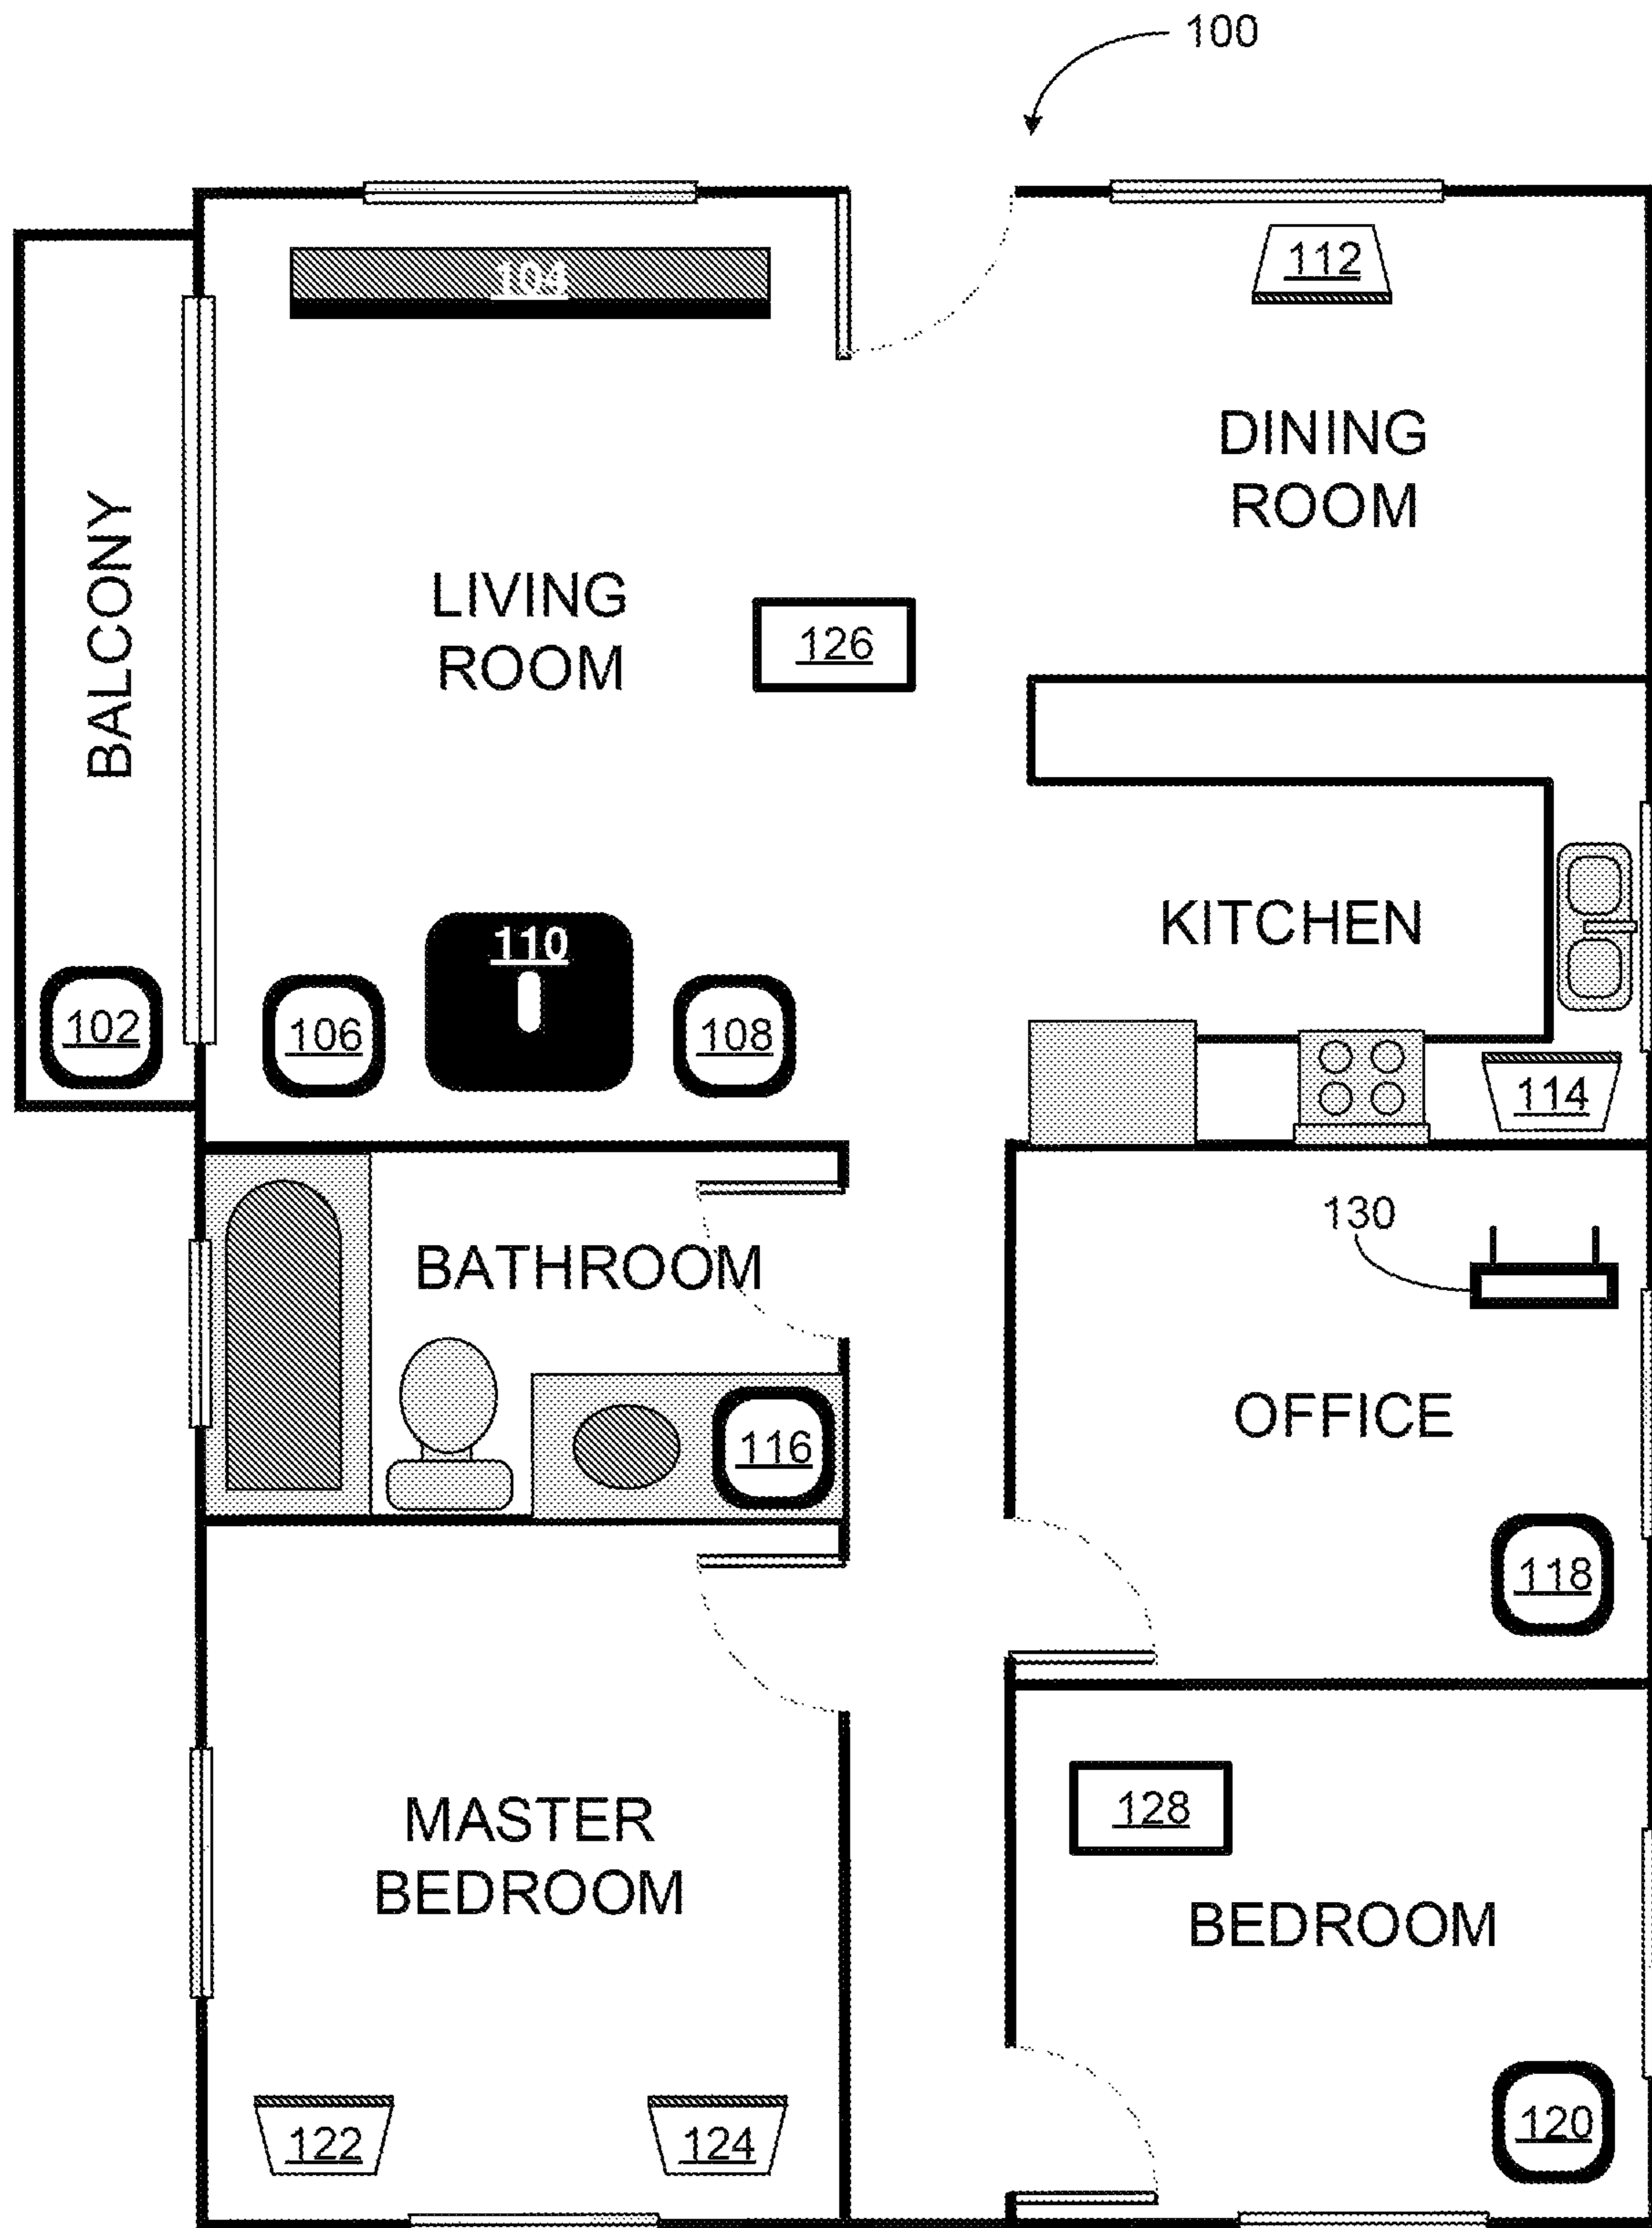 100
104
112
DINING
ROOM
BALCONY
LIVING
ROOM
126
KITCHEN
110
102
106
108
114
130
BATHROOM
OFFICE
116
118
128
MASTER
BEDROOM
BEDROOM
120
122
124